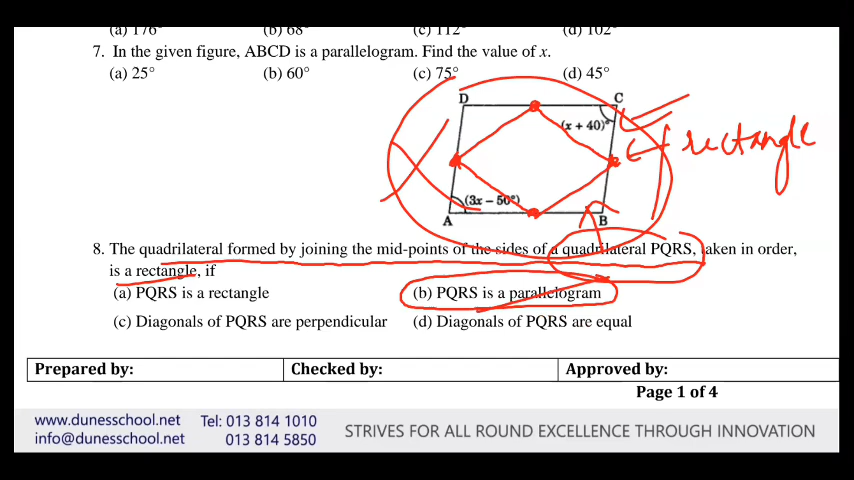 (a) 176° (b) 68° (c) 112° (d) 102°
7. In the given figure, ABCD is a parallelogram. Find the value of x.
(a) 25° (b) 60° (c) 75° (d) 45°
D C
(x + 40)°
rectangle
(3x – 50°)
A B
8. The quadrilateral formed by joining the mid-points of the sides of a quadrilateral PQRS, taken in order,
is a rectangle, if
(a) PQRS is a rectangle (b) PQRS is a parallelogram
(c) Diagonals of PQRS are perpendicular (d) Diagonals of PQRS are equal
Prepared by: Checked by: Approved by:
Page 1 of 4
www.dunesschool.net Tel: 013 814 1010
info@dunesschool.net 013 814 5850
STRIVES FOR ALL ROUND EXCELLENCE THROUGH INNOVATION